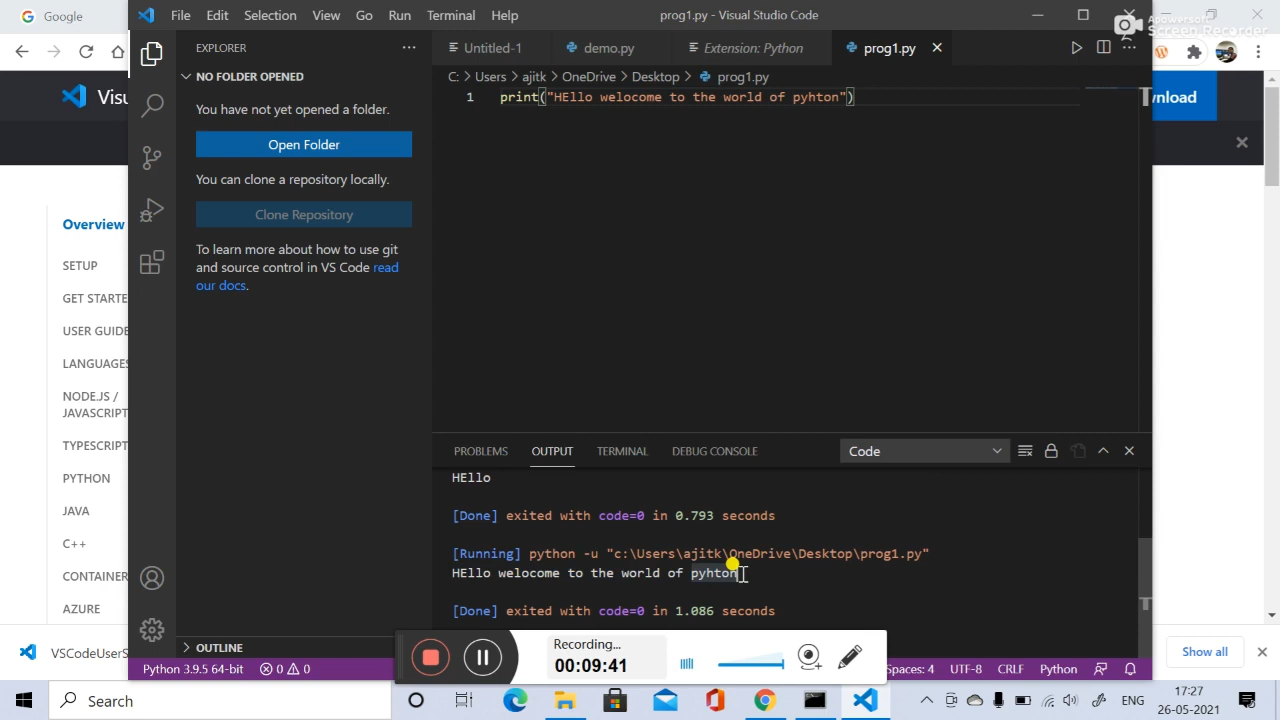 Google
File Edit Selection View Go Run Terminal Help
prog1.py - Visual Studio Code
Apowersoft
Screen Recorder
EXPLORER
Untitled-1
demo.py
Extension: Python
prog1.py
NO FOLDER OPENED
C: > Users > ajitk > OneDrive > Desktop > prog1.py
1 print("HEllo welocome to the world of pyhton")
You have not yet opened a folder.
Open Folder
You can clone a repository locally.
Clone Repository
To learn more about how to use git
and source control in VS Code read
our docs.
Overview
SETUP
GET STARTE
USER GUIDE
LANGUAGES
NODE.JS /
JAVASCRIPT
TYPESCRIPT
PYTHON
JAVA
C++
CONTAINER
AZURE
Visu
nload
PROBLEMS OUTPUT TERMINAL DEBUG CONSOLE
Code
HEllo
[Done] exited with code=0 in 0.793 seconds
[Running] python -u "c:\Users\ajitk\OneDrive\Desktop\prog1.py"
HEllo welocome to the world of pyhton
[Done] exited with code=0 in 1.086 seconds
OUTLINE
Recording...
00:09:41
VSCodeUserS
Show all
Python 3.9.5 64-bit
0 0
Spaces: 4 UTF-8 CRLF Python
Search
ENG
17:27
26-05-2021